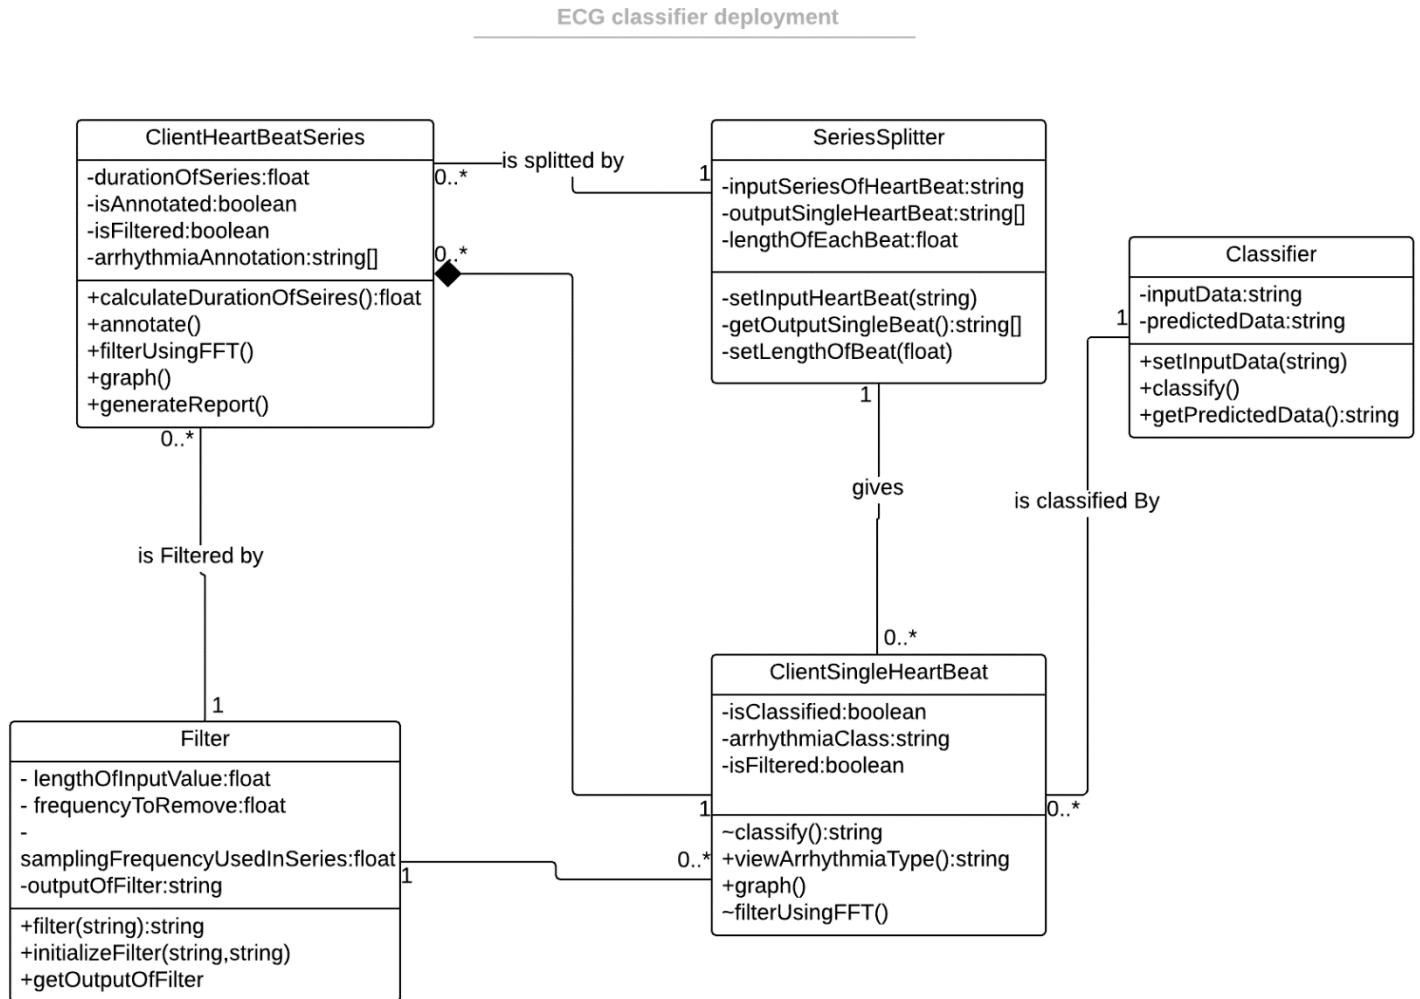 ECG classifier deployment
ClientHeartBeatSeries
-durationOfSeries:float
-isAnnotated:boolean
-isFiltered:boolean
-arrhythmiaAnnotation:string[]
+calculateDurationOfSeires():float
+annotate()
+filterUsingFFT()
+graph()
+generateReport()
0..*
is splitted by
1
0..*
SeriesSplitter
-inputSeriesOfHeartBeat:string
-outputSingleHeartBeat:string[]
-lengthOfEachBeat:float
-setInputHeartBeat(string)
-getOutputSingleBeat():string[]
-setLengthOfBeat(float)
Classifier
-inputData:string
-predictedData:string
+setInputData(string)
+classify()
+getPredictedData():string
1
1
gives
0..*
is classified By
0..*
0..*
is Filtered by
1
Filter
- lengthOfInputValue:float
- frequencyToRemove:float
-
samplingFrequencyUsedInSeries:float
-outputOfFilter:string
+filter(string):string
+initializeFilter(string,string)
+getOutputOfFilter
1
0..*
1
ClientSingleHeartBeat
-isClassified:boolean
-arrhythmiaClass:string
-isFiltered:boolean
~classify():string
+viewArrhythmiaType():string
+graph()
~filterUsingFFT()